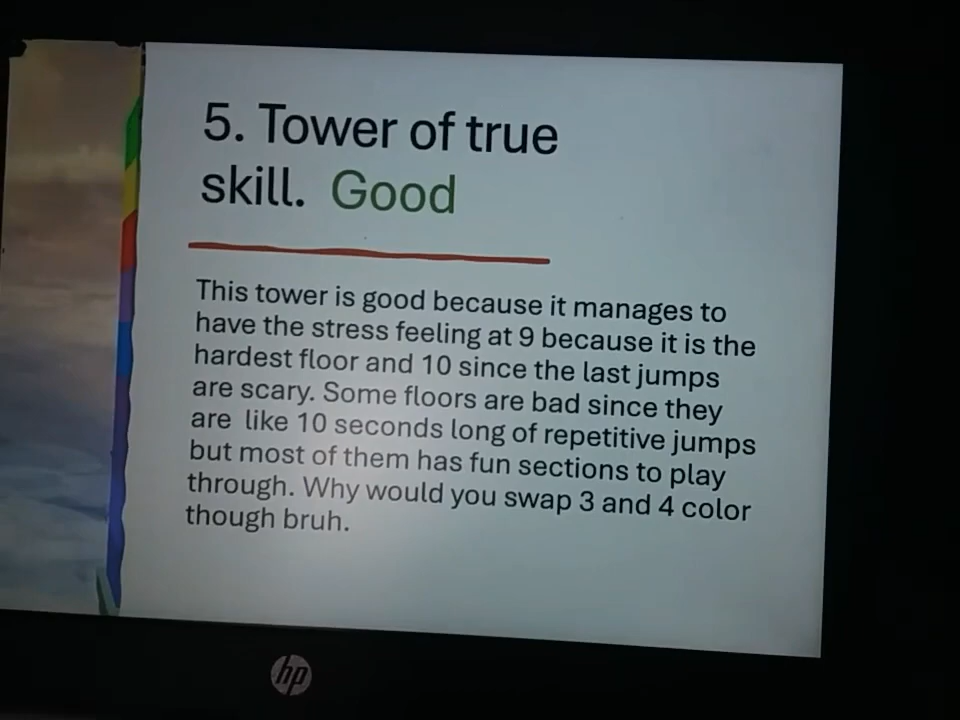 5. Tower of true
skill.  Good
This tower is good because it manages to
have the stress feeling at 9 because it is the
hardest floor and 10 since the last jumps
are scary. Some floors are bad since they
are  like 10 seconds long of repetitive jumps
but most of them has fun sections to play
through. Why would you swap 3 and 4 color
though bruh.
hp